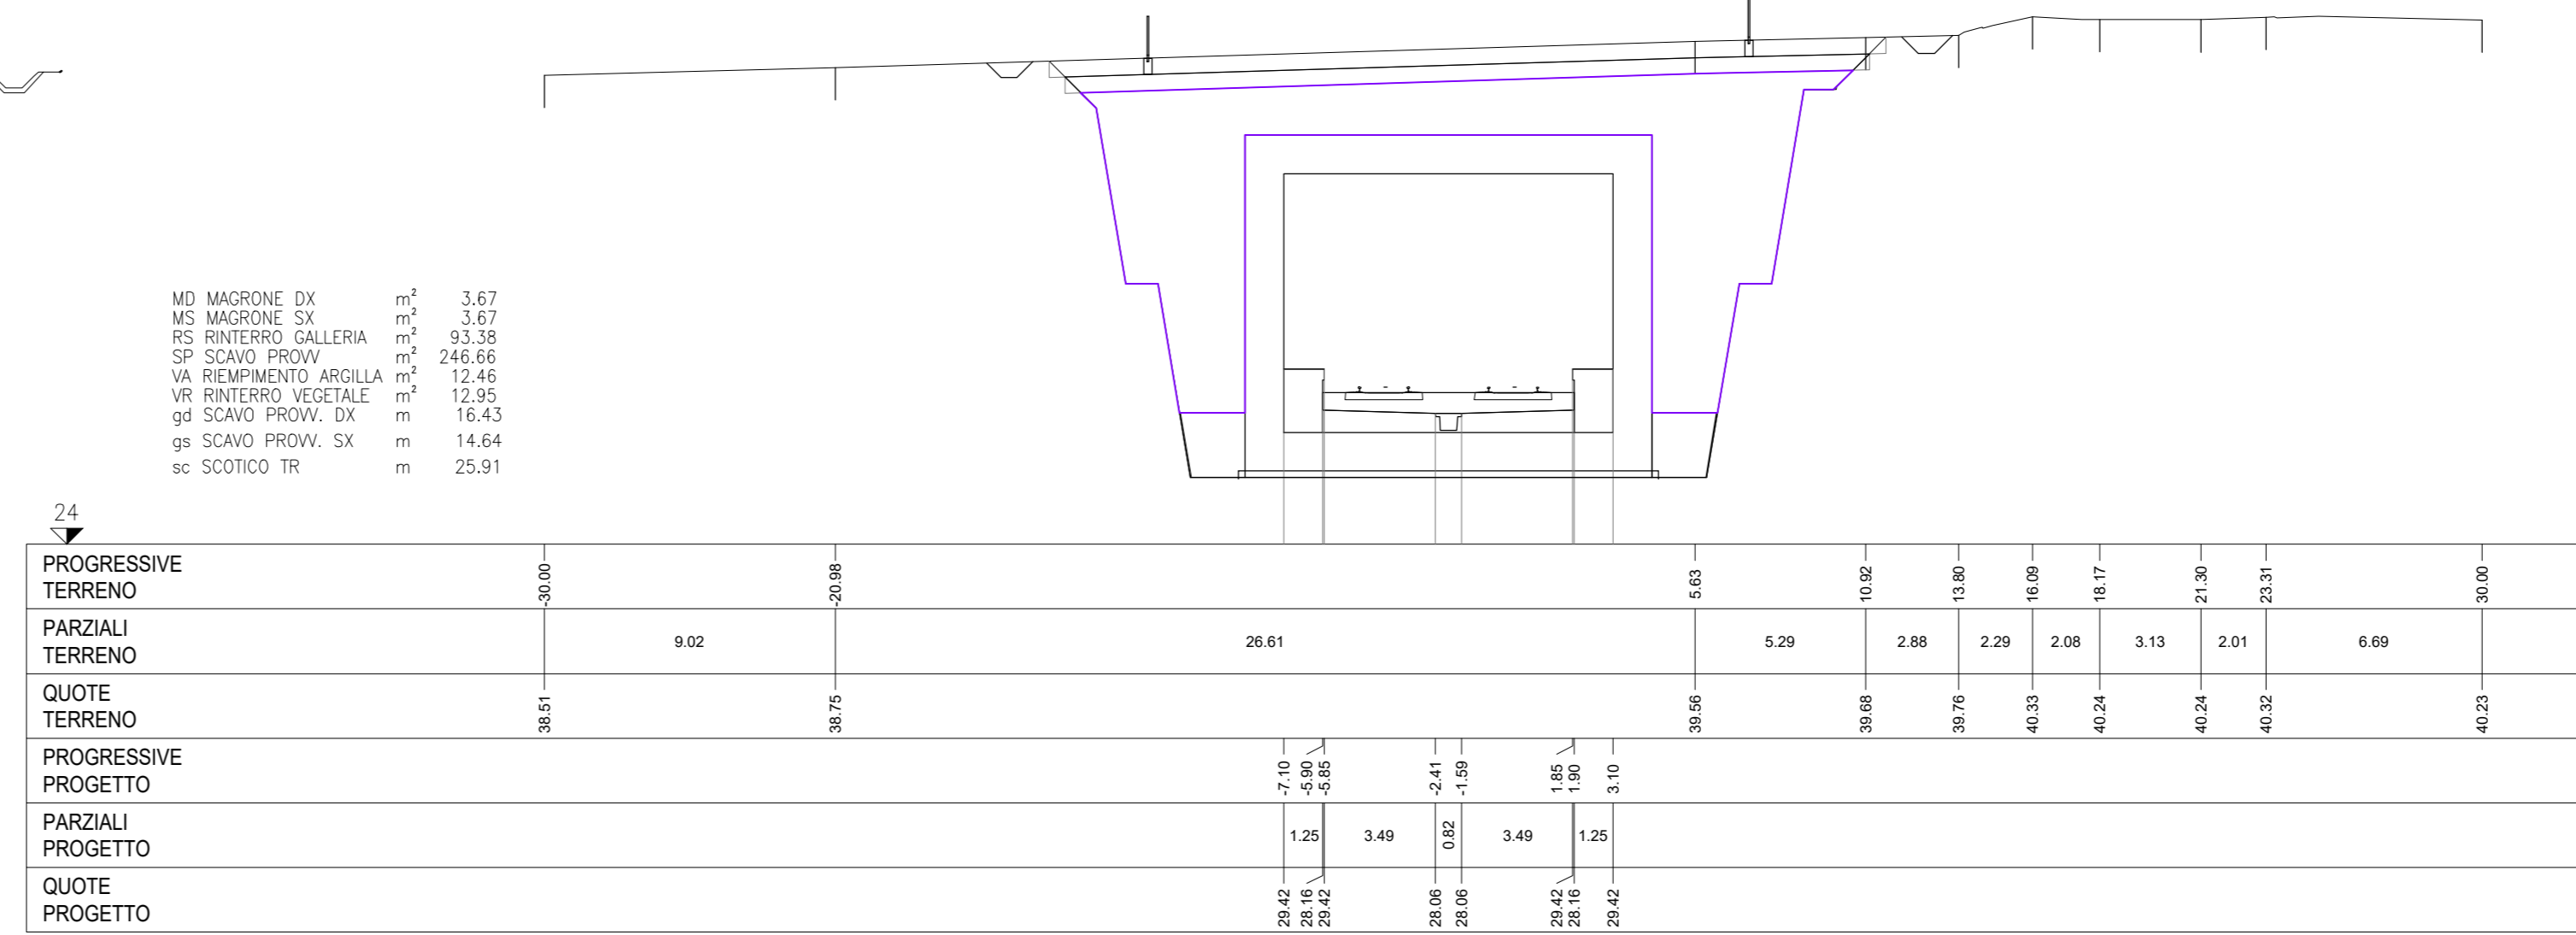 MD MAGRONE DX m² 3.67
MS MAGRONE SX m² 3.67
RS RINTERRO GALLERIA m² 93.38
SP SCAVO PROVV m² 246.66
VA RIEMPIMENTO ARGILLA m² 12.46
VR RINTERRO VEGETALE m² 12.95
gd SCAVO PROVV. DX m 16.43
gs SCAVO PROVV. SX m 14.64
sc SCOTICO TR m 25.91
24
PROGRESSIVE
TERRENO
-30.00 -20.98 5.63 10.92 13.80 16.09 18.17 21.30 23.31 30.00
PARZIALI
TERRENO
9.02 26.61 5.29 2.88 2.29 2.08 3.13 2.01 6.69
QUOTE
TERRENO
38.51 38.75 39.56 39.68 39.76 40.33 40.24 40.24 40.32 40.23
PROGRESSIVE
PROGETTO
-7.10 -5.90 -5.85 -2.41 -1.59 1.85 1.90 3.10
PARZIALI
PROGETTO
1.25 3.49 0.82 3.49 1.25
QUOTE
PROGETTO
29.42 28.16 29.42 28.06 28.06 29.42 28.16 29.42